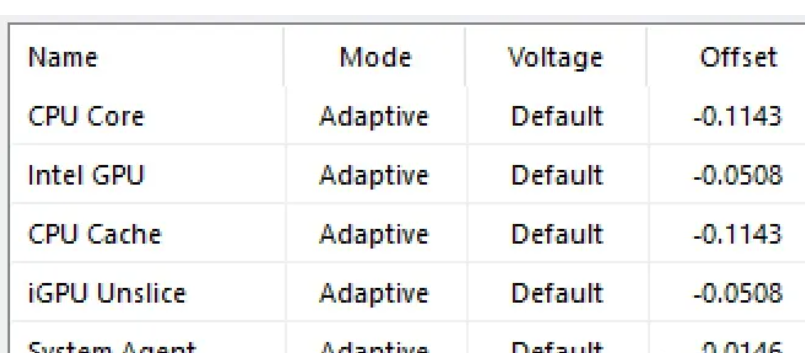 Name Mode Voltage Offset
CPU Core Adaptive Default -0.1143
Intel GPU Adaptive Default -0.0508
CPU Cache Adaptive Default -0.1143
iGPU Unslice Adaptive Default -0.0508
System Agent Adaptive Default -0.0146